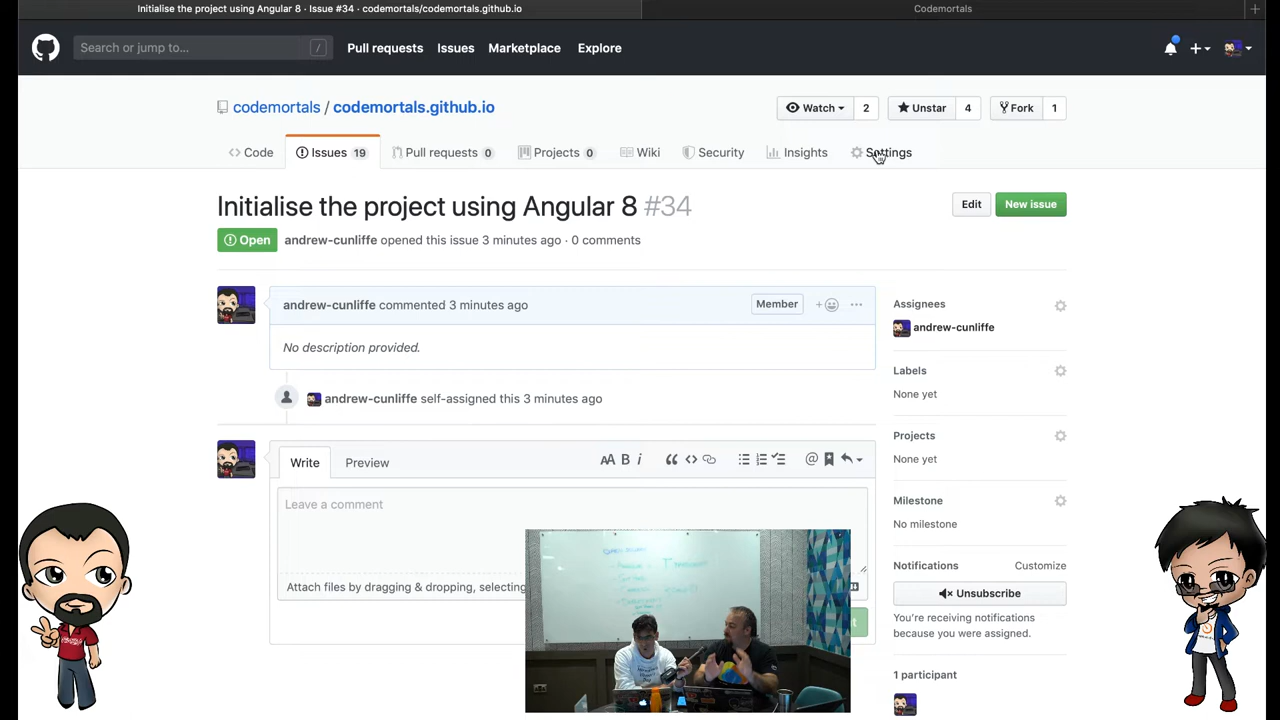 Initialise the project using Angular 8 · Issue #34 · codemortals/codemortals.github.io
Codemortals
Search or jump to...
/
Pull requests
Issues
Marketplace
Explore
codemortals / codemortals.github.io
Watch
2
Unstar
4
Fork
1
Code
Issues 19
Pull requests 0
Projects 0
Wiki
Security
Insights
Settings
Initialise the project using Angular 8 #34
Edit
New issue
Open
andrew-cunliffe opened this issue 3 minutes ago · 0 comments
andrew-cunliffe commented 3 minutes ago
Member
No description provided.
andrew-cunliffe self-assigned this 3 minutes ago
Write
Preview
Leave a comment
Attach files by dragging & dropping, selecting
Assignees
andrew-cunliffe
Labels
None yet
Projects
None yet
Milestone
No milestone
Notifications
Customize
Unsubscribe
You're receiving notifications
because you were assigned.
1 participant